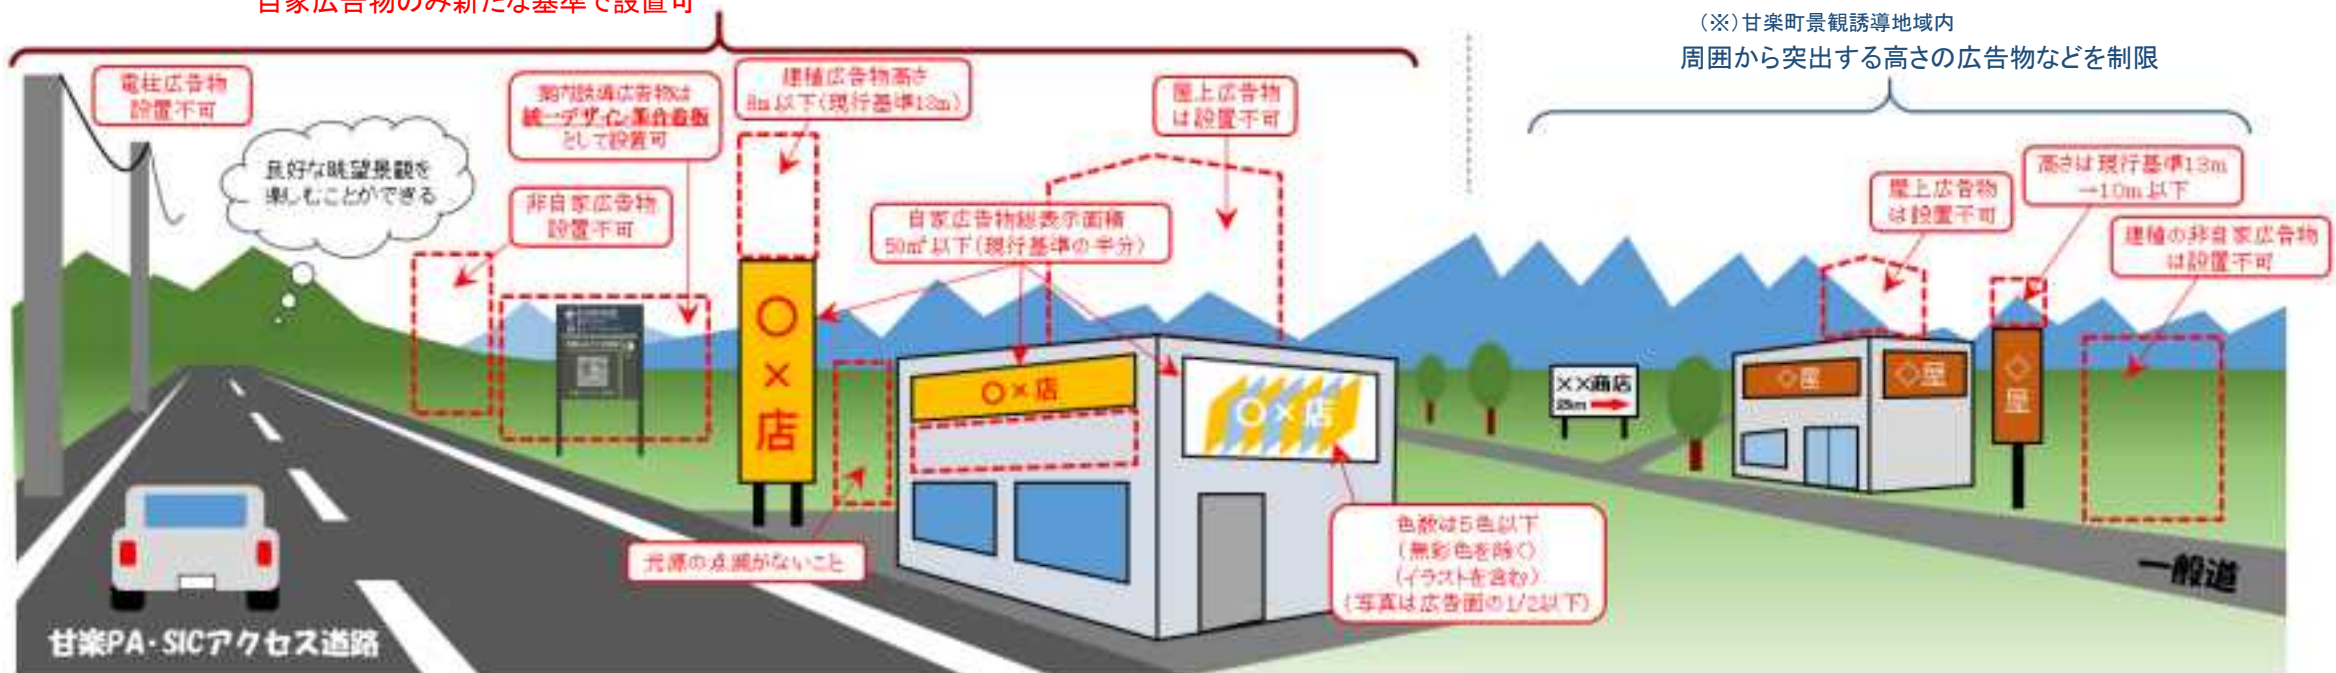 自家広告物のみ新たな基準で設置可
(※)甘楽町景観誘導地域内
周囲から突出する高さの広告物などを制限
電柱広告物
設置不可
案内誘導広告物は
統一デザイン集合看板
として設置可
建植広告物高さ
8m以下(現行基準13m)
屋上広告物
は設置不可
良好な眺望景観を
楽しむことができる
非自家広告物
設置不可
自家広告物総表示面積
50㎡以下(現行基準の半分)
屋上広告物
は設置不可
高さは現行基準13m
→10m以下
建植の非自家広告物
は設置不可
〇×店
〇×店
〇×店
××商店
◇屋
◇屋
◇屋
光源の点滅がないこと
色数は5色以下
(無彩色を除く)
(イラストを含む)
(写真は広告面の1/2以下)
一般道
甘楽PA・SICアクセス道路